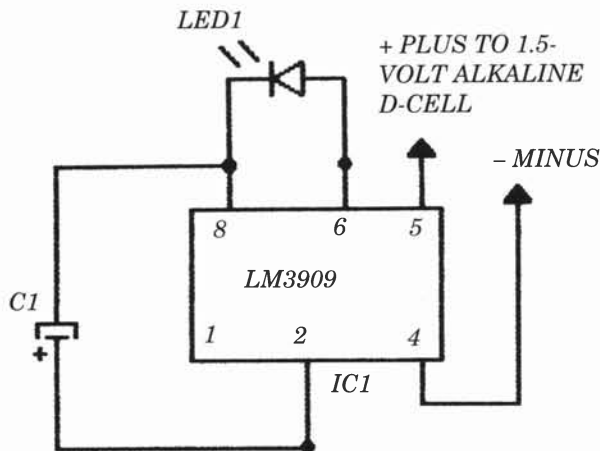 LED1
+ PLUS TO 1.5-
VOLT ALKALINE
D-CELL
– MINUS
8
6
5
LM3909
C1
+
1
2
4
IC1